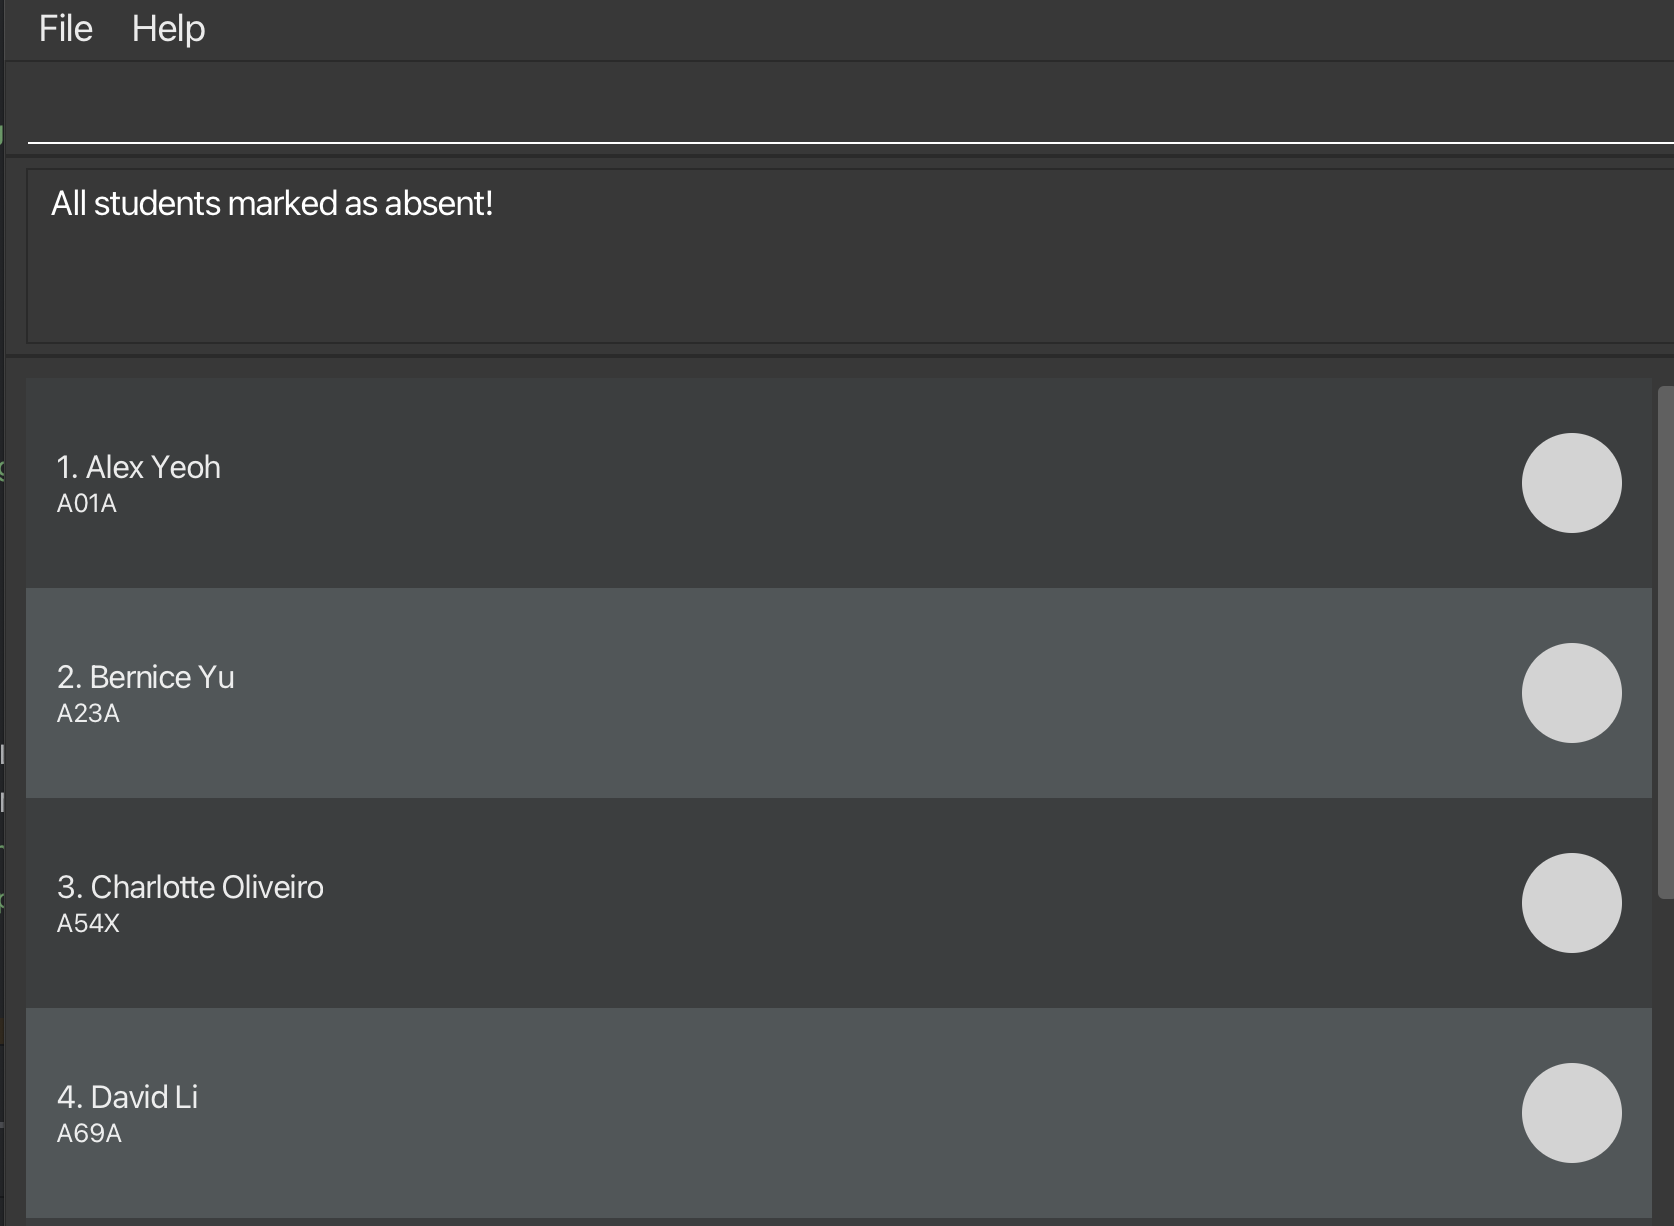 File Help
All students marked as absent!
1. Alex Yeoh
A01A
2. Bernice Yu
A23A
3. Charlotte Oliveiro
A54X
4. David Li
A69A